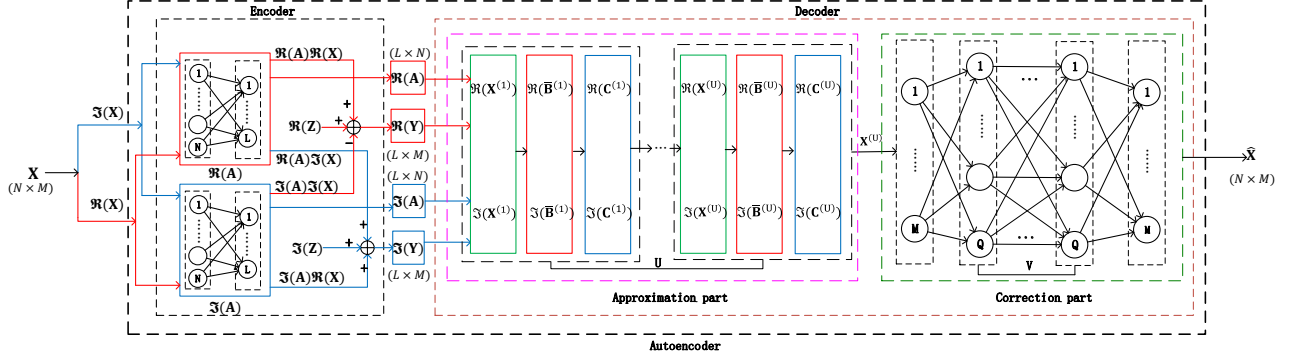 Encoder
Decoder
ℜ(A)ℜ(X)
(L × N)
ℜ(A)
ℑ(X)
1
1
N
L
ℜ(Z)
+
+
−
ℜ(Y)
(L × M)
ℜ(A)
ℜ(A)ℑ(X)
ℑ(A)ℑ(X)
X
(N × M)
ℜ(X)
1
1
N
L
ℑ(A)
(L × N)
ℑ(A)
ℑ(Z)
+
+
+
ℑ(Y)
(L × M)
ℑ(A)ℜ(X)
ℜ(X⁽¹⁾)
ℜ(B̅⁽¹⁾)
ℜ(C⁽¹⁾)
ℑ(X⁽¹⁾)
ℑ(B̅⁽¹⁾)
ℑ(C⁽¹⁾)
......
ℜ(X⁽ᵁ⁾)
ℜ(B̅⁽ᵁ⁾)
ℜ(C⁽ᵁ⁾)
ℑ(X⁽ᵁ⁾)
ℑ(B̅⁽ᵁ⁾)
ℑ(C⁽ᵁ⁾)
U
Approximation part
X⁽ᵁ⁾
1
M
1
Q
...
...
1
Q
1
M
V
Correction part
X̂
(N × M)
Autoencoder